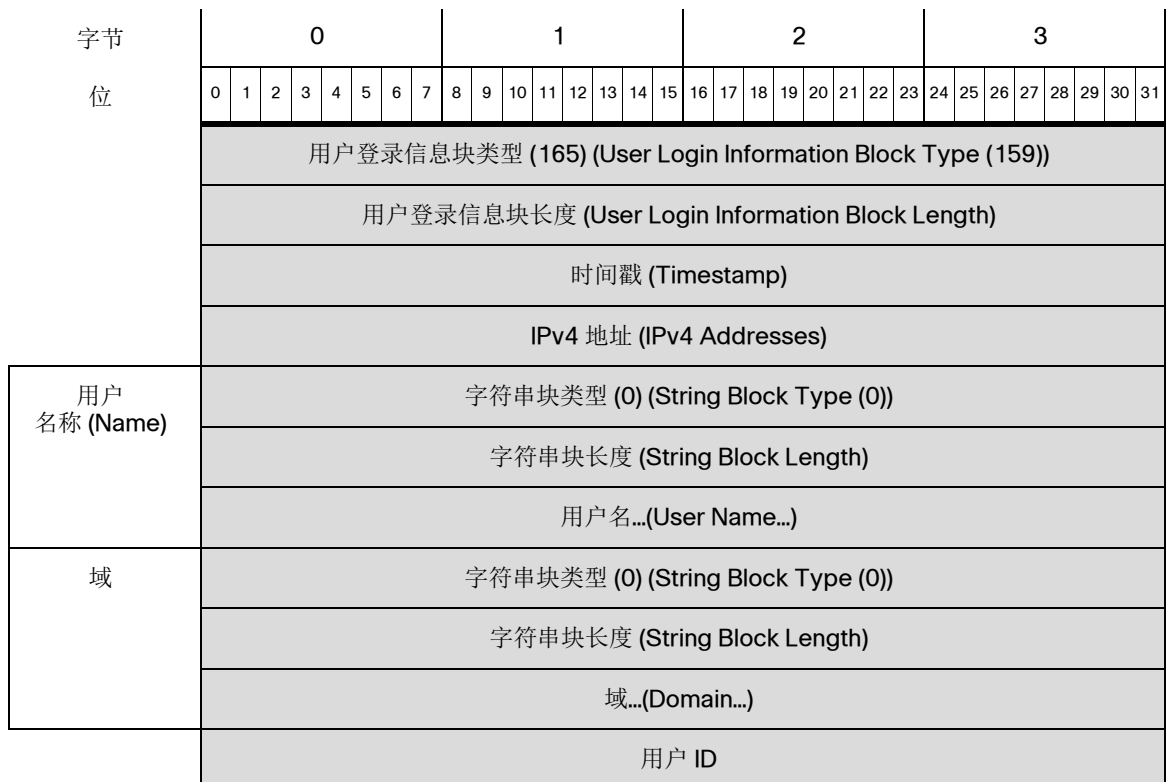 字节 0 1 2 3
位 0 1 2 3 4 5 6 7 8 9 10 11 12 13 14 15 16 17 18 19 20 21 22 23 24 25 26 27 28 29 30 31
用户登录信息块类型 (165) (User Login Information Block Type (159))
用户登录信息块长度 (User Login Information Block Length)
时间戳 (Timestamp)
IPv4 地址 (IPv4 Addresses)
用户
名称 (Name)
字符串块类型 (0) (String Block Type (0))
字符串块长度 (String Block Length)
用户名...(User Name...)
域
字符串块类型 (0) (String Block Type (0))
字符串块长度 (String Block Length)
域...(Domain...)
用户 ID